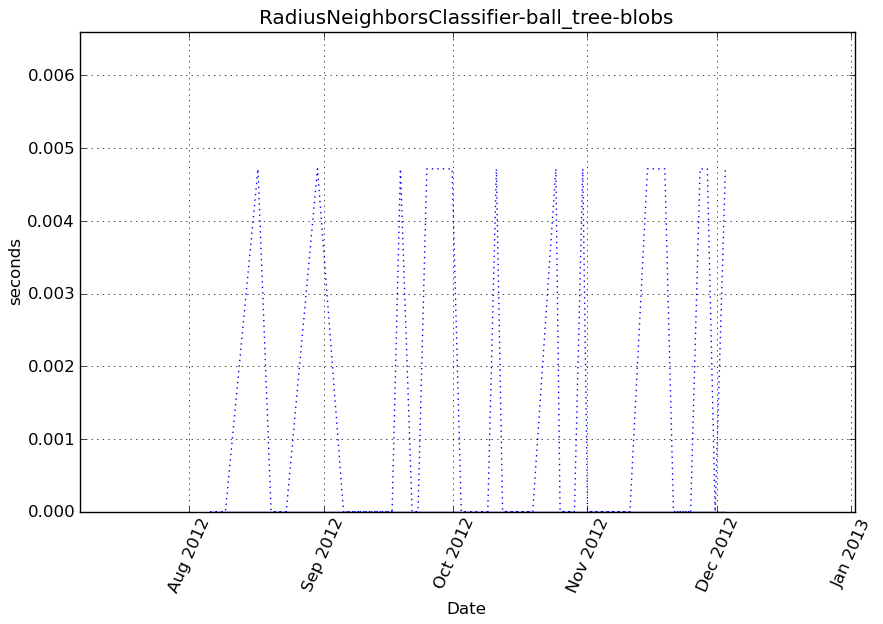 RadiusNeighborsClassifier-ball_tree-blobs
0.006
0.005
0.004
0.003
0.002
0.001
0.000
seconds
Aug 2012
Sep 2012
Oct 2012
Nov 2012
Dec 2012
Jan 2013
Date